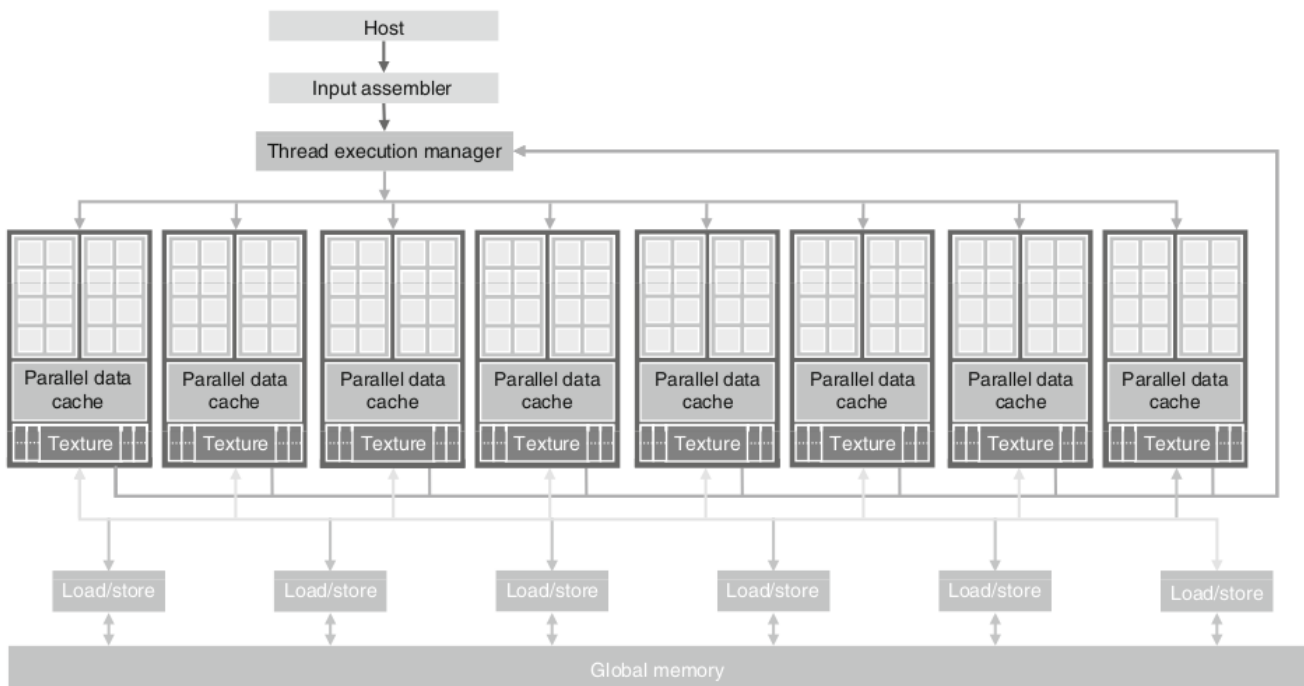 Host
Input assembler
Thread execution manager
Parallel data
cache
Parallel data
cache
Parallel data
cache
Parallel data
cache
Parallel data
cache
Parallel data
cache
Parallel data
cache
Parallel data
cache
Texture
Texture
Texture
Texture
Texture
Texture
Texture
Texture
Load/store
Load/store
Load/store
Load/store
Load/store
Load/store
Global memory